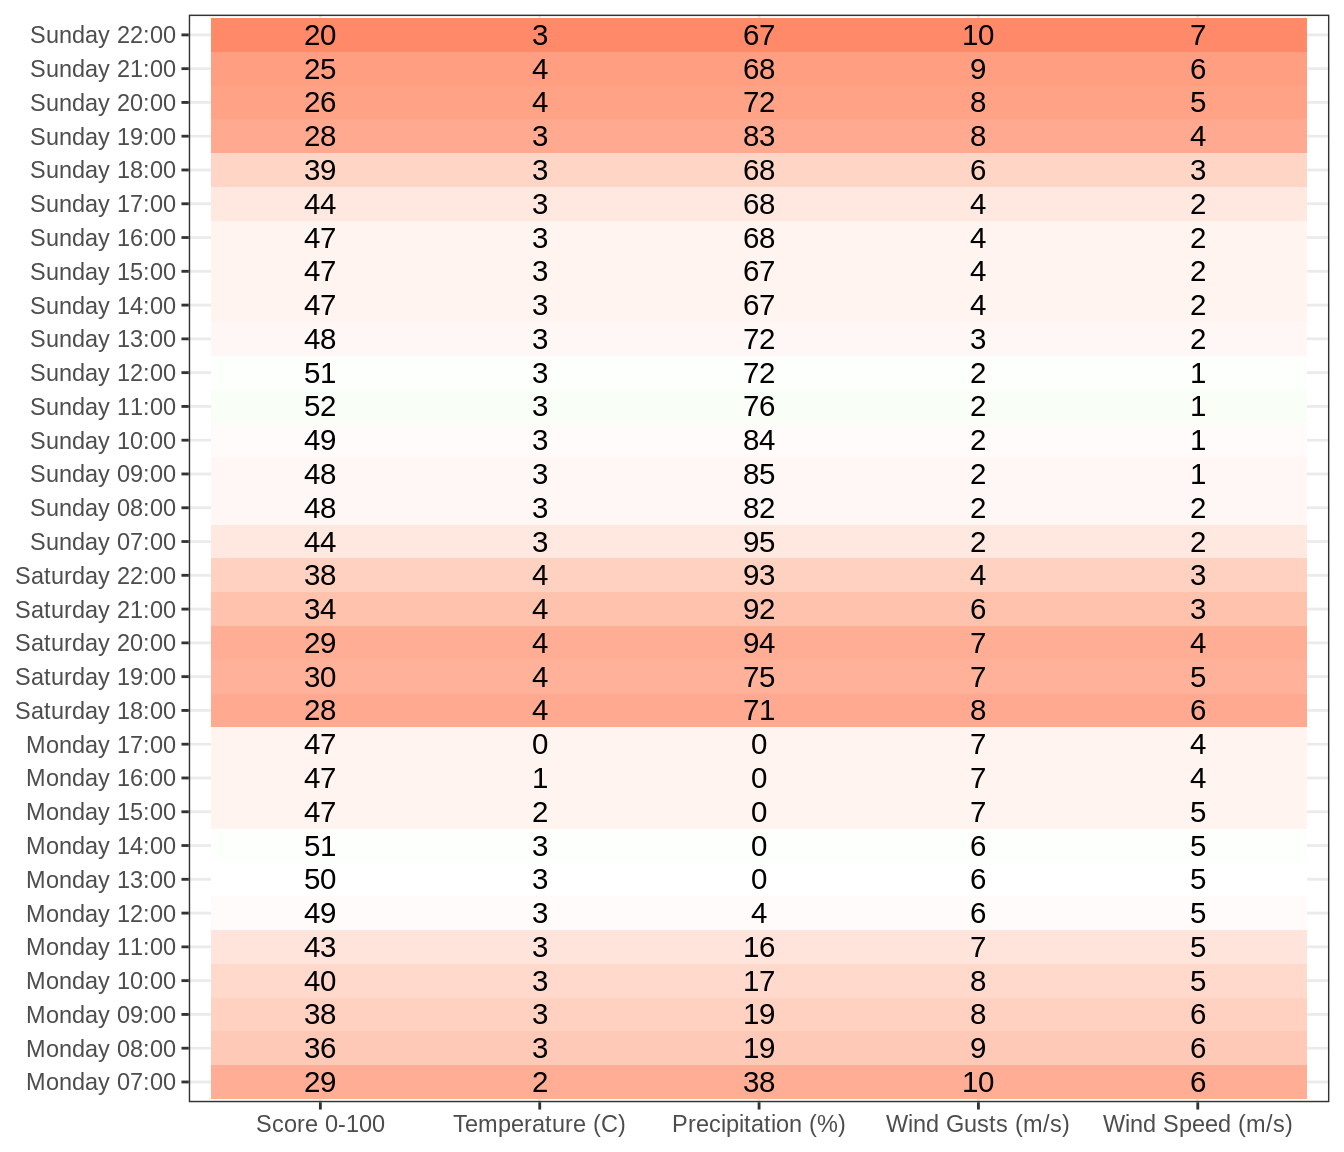 Sunday 22:00 20 3 67 10 7
Sunday 21:00 25 4 68 9 6
Sunday 20:00 26 4 72 8 5
Sunday 19:00 28 3 83 8 4
Sunday 18:00 39 3 68 6 3
Sunday 17:00 44 3 68 4 2
Sunday 16:00 47 3 68 4 2
Sunday 15:00 47 3 67 4 2
Sunday 14:00 47 3 67 4 2
Sunday 13:00 48 3 72 3 2
Sunday 12:00 51 3 72 2 1
Sunday 11:00 52 3 76 2 1
Sunday 10:00 49 3 84 2 1
Sunday 09:00 48 3 85 2 1
Sunday 08:00 48 3 82 2 2
Sunday 07:00 44 3 95 2 2
Saturday 22:00 38 4 93 4 3
Saturday 21:00 34 4 92 6 3
Saturday 20:00 29 4 94 7 4
Saturday 19:00 30 4 75 7 5
Saturday 18:00 28 4 71 8 6
Monday 17:00 47 0 0 7 4
Monday 16:00 47 1 0 7 4
Monday 15:00 47 2 0 7 5
Monday 14:00 51 3 0 6 5
Monday 13:00 50 3 0 6 5
Monday 12:00 49 3 4 6 5
Monday 11:00 43 3 16 7 5
Monday 10:00 40 3 17 8 5
Monday 09:00 38 3 19 8 6
Monday 08:00 36 3 19 9 6
Monday 07:00 29 2 38 10 6
Score 0-100 Temperature (C) Precipitation (%) Wind Gusts (m/s) Wind Speed (m/s)